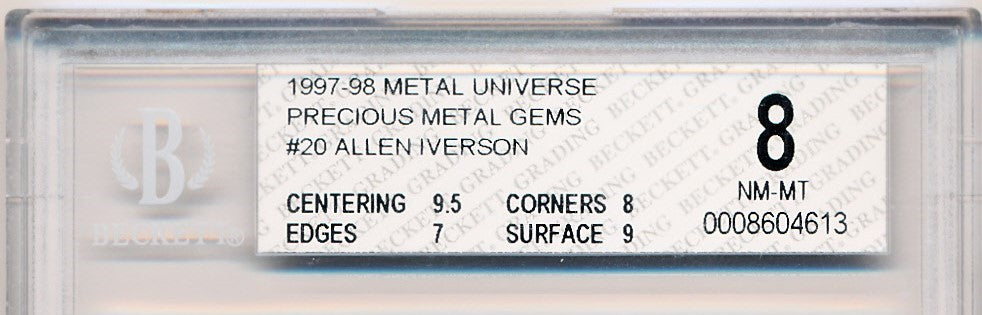 1997-98 METAL UNIVERSE
PRECIOUS METAL GEMS
#20 ALLEN IVERSON
CENTERING 9.5 CORNERS 8
EDGES 7 SURFACE 9
8
NM-MT
0008604613
B
BECKETT®